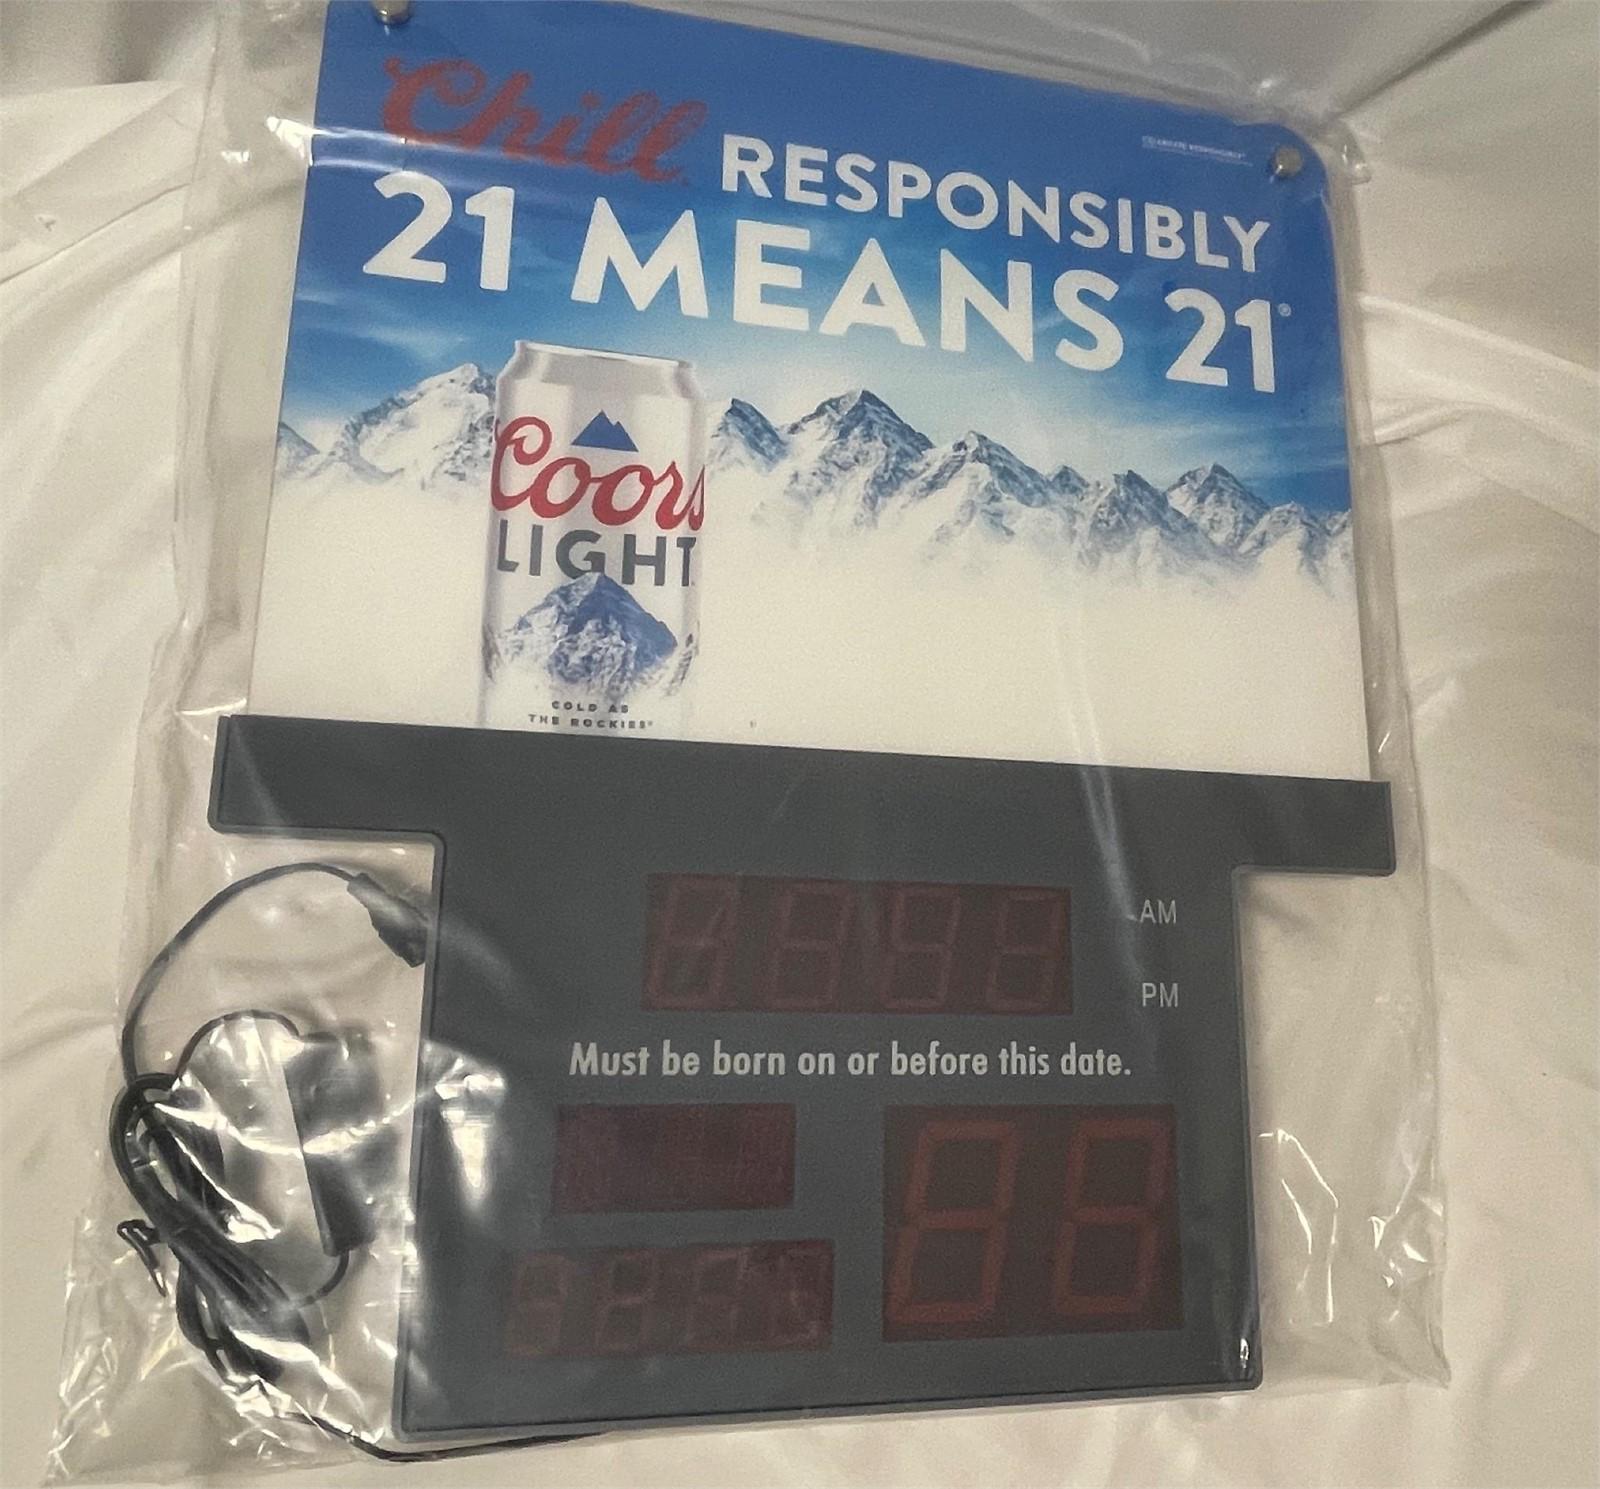 Chill RESPONSIBLY
21 MEANS 21®
Coors
LIGHT
COLD AS
THE ROCKIES®
AM
PM
Must be born on or before this date.